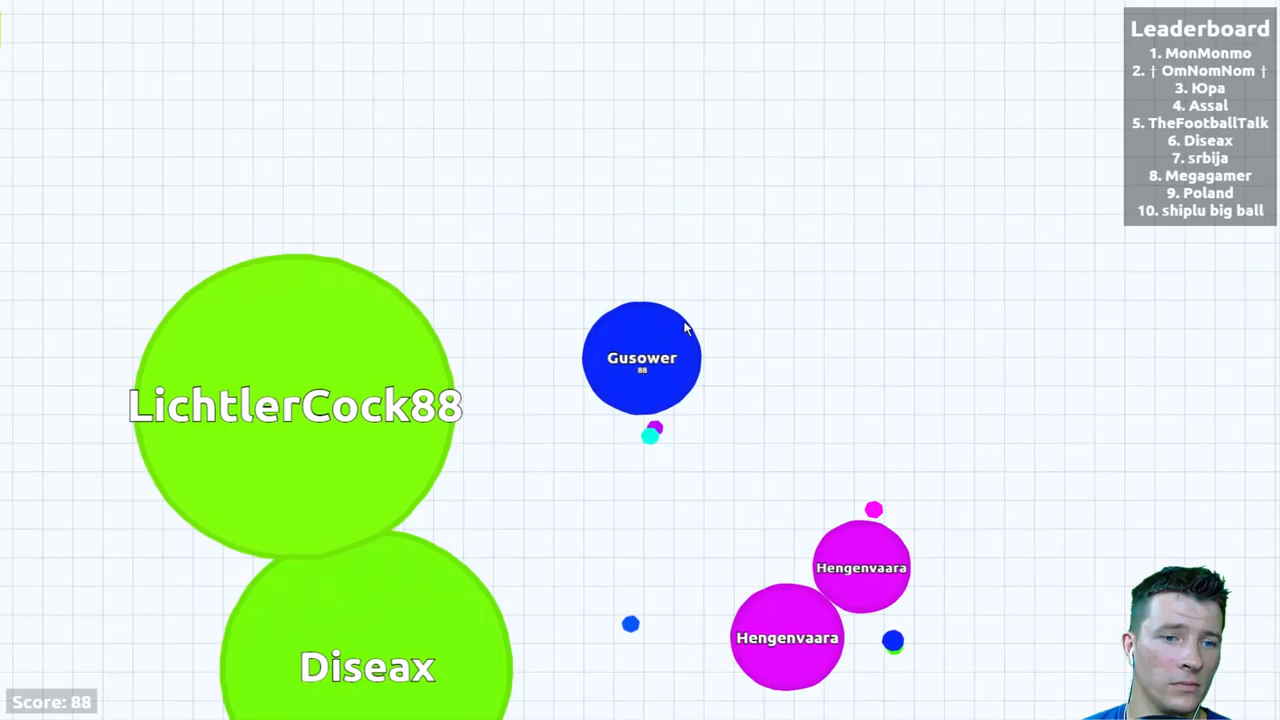 Leaderboard
1. MonMonmo
2. † OmNomNom †
3. Юра
4. Assal
5. TheFootballTalk
6. Diseax
7. srbija
8. Megagamer
9. Poland
10. shiplu big ball
Gusower
88
LichtlerCock88
Hengenvaara
Hengenvaara
Diseax
Score: 88